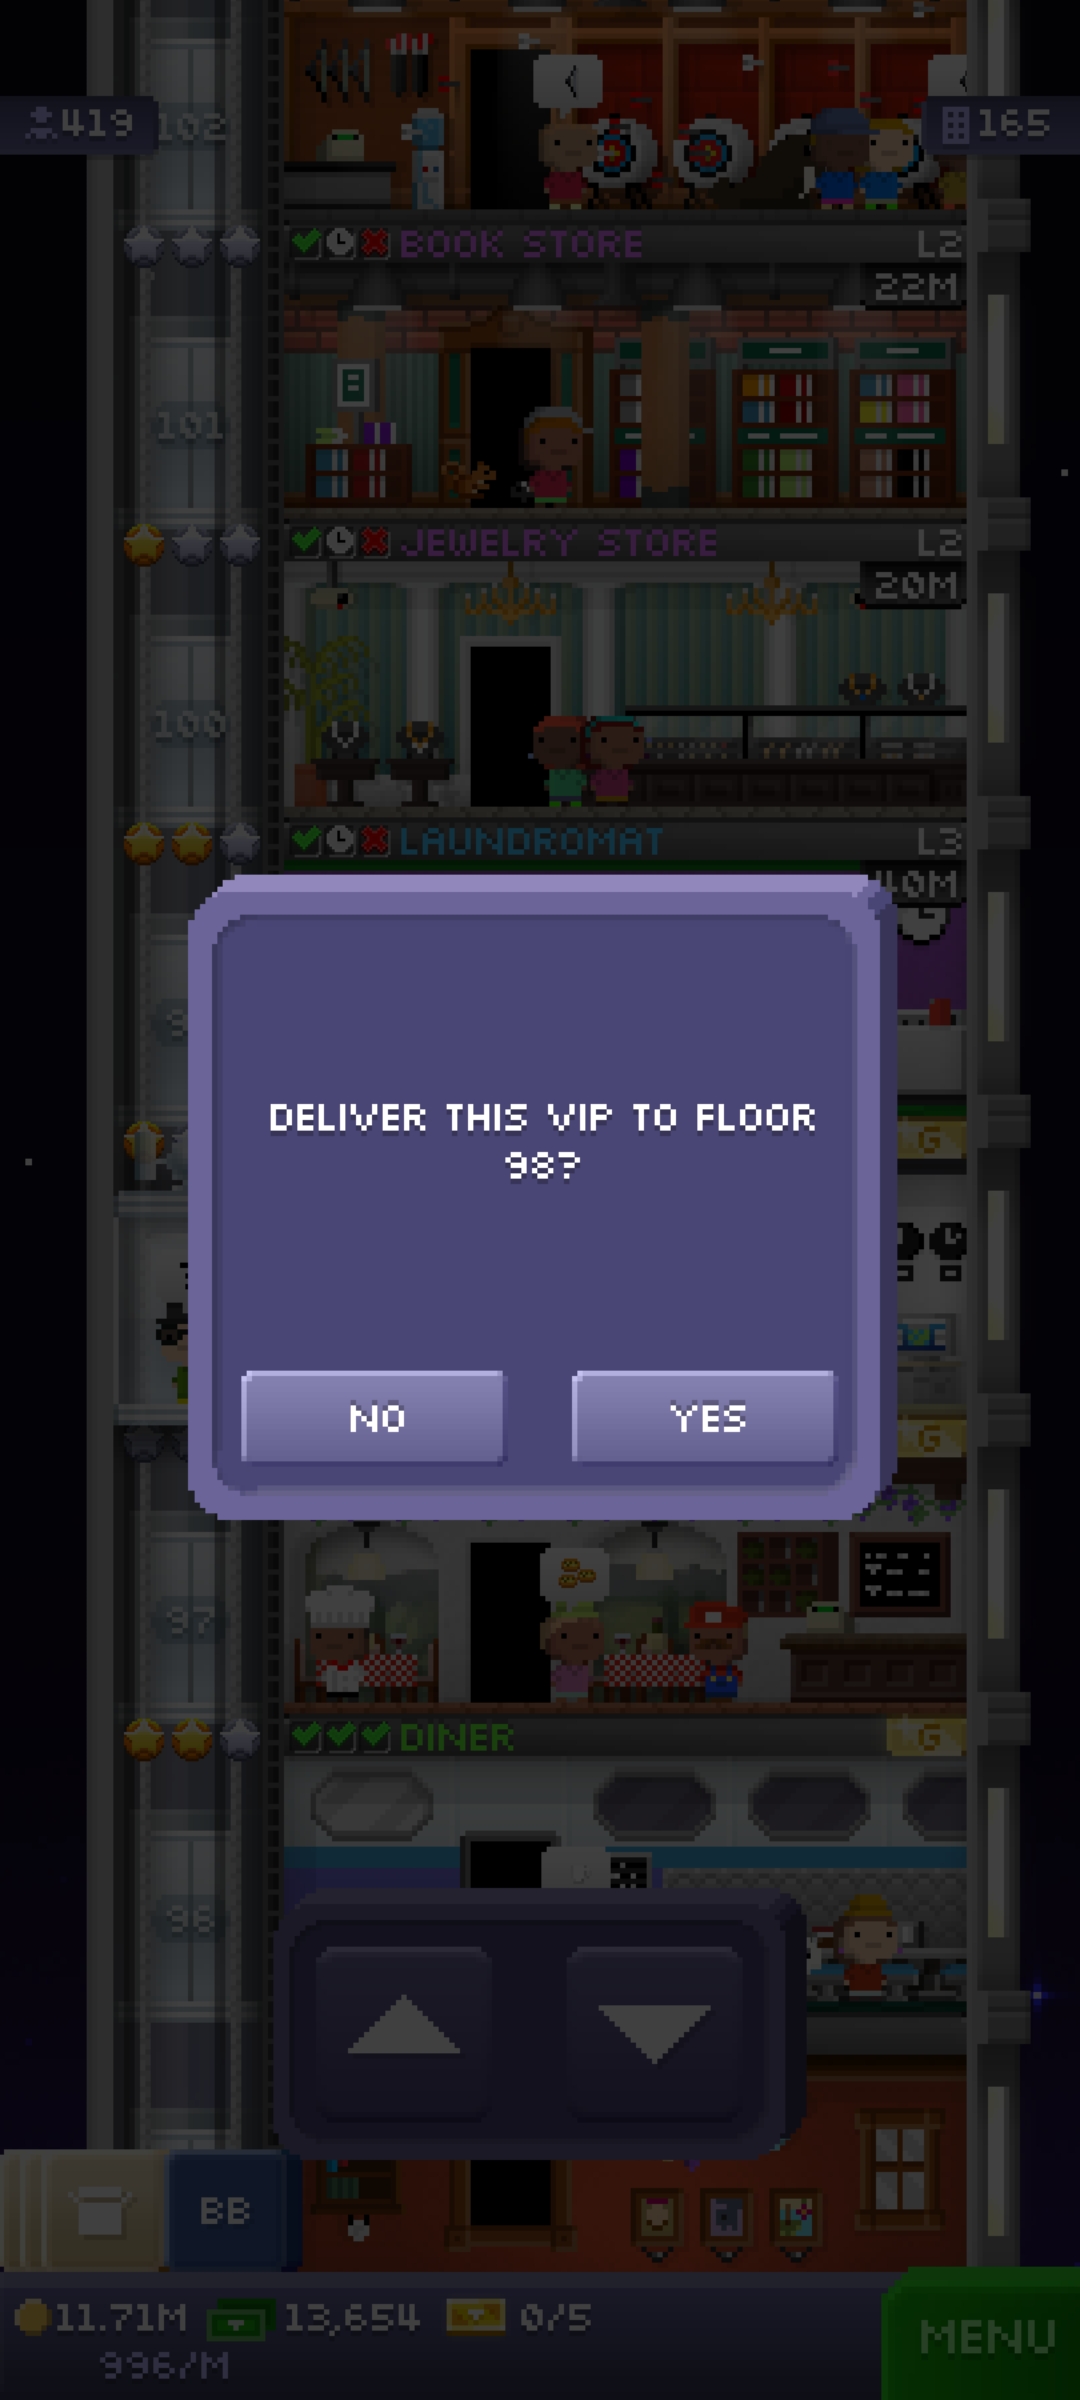 419
102
165
BOOK STORE
L2
22M
101
JEWELRY STORE
L2
20M
100
LAUNDROMAT
L3
40M
G
DELIVER THIS VIP TO FLOOR
98?
NO
YES
G
97
DINER
G
96
BB
11.71M
13,654
0/5
996/M
MENU